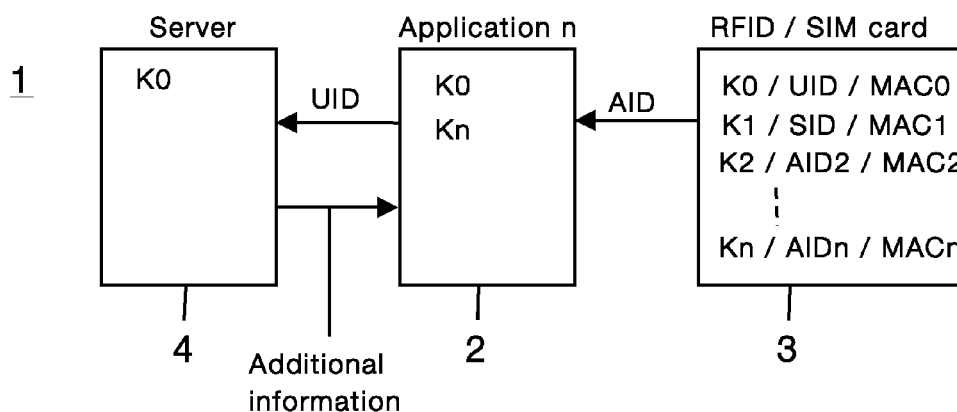 Server
Application n
RFID / SIM card
1
K0
UID
K0
Kn
AID
K0 / UID / MAC0
K1 / SID / MAC1
K2 / AID2 / MAC2
Kn / AIDn / MACn
4
2
3
Additional
information